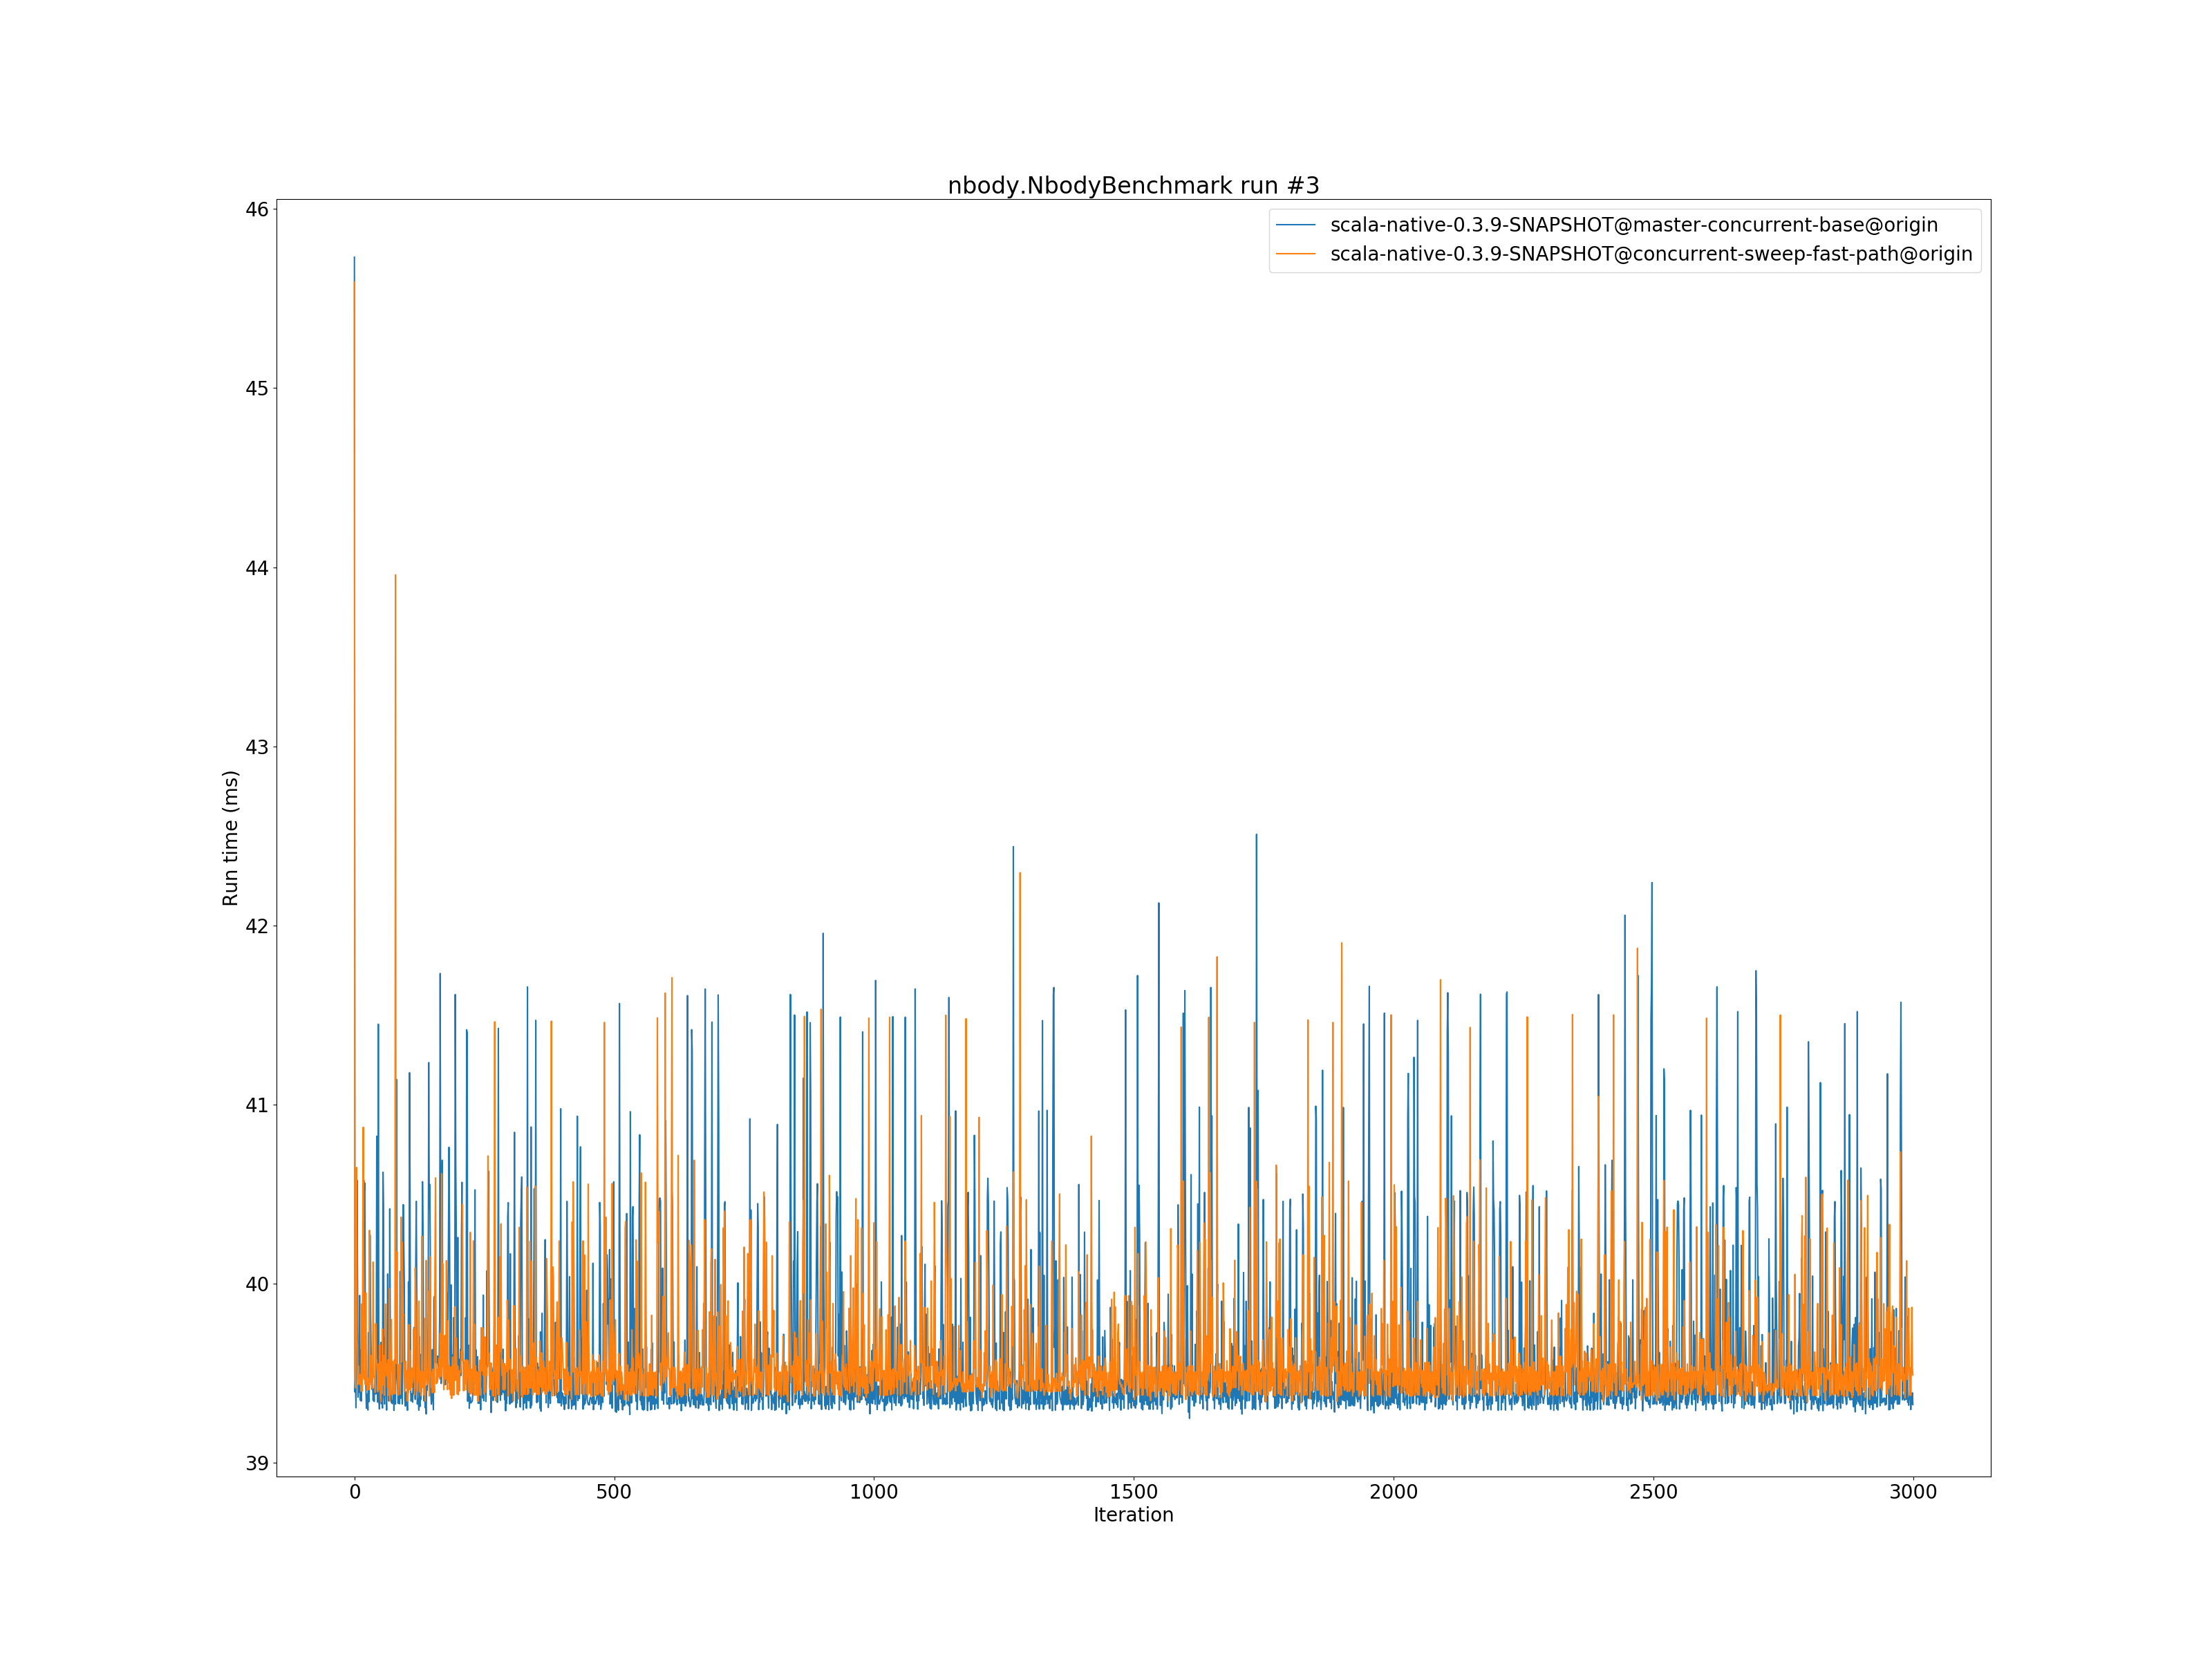 nbody.NbodyBenchmark run #3
scala-native-0.3.9-SNAPSHOT@master-concurrent-base@origin
scala-native-0.3.9-SNAPSHOT@concurrent-sweep-fast-path@origin
46
45
44
43
42
41
40
39
Run time (ms)
0 500 1000 1500 2000 2500 3000
Iteration